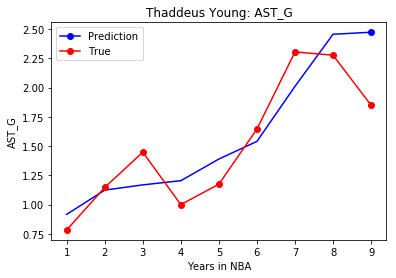 Thaddeus Young: AST_G
Prediction
True
2.50
2.25
2.00
1.75
1.50
1.25
1.00
0.75
AST_G
1 2 3 4 5 6 7 8 9
Years in NBA